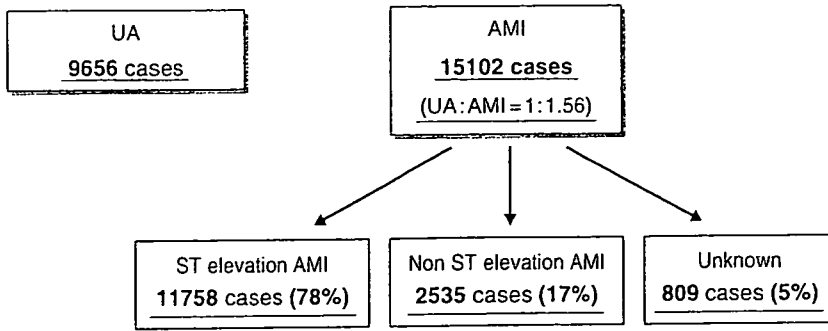 UA
9656 cases
AMI
15102 cases
(UA:AMI=1:1.56)
ST elevation AMI
11758 cases (78%)
Non ST elevation AMI
2535 cases (17%)
Unknown
809 cases (5%)